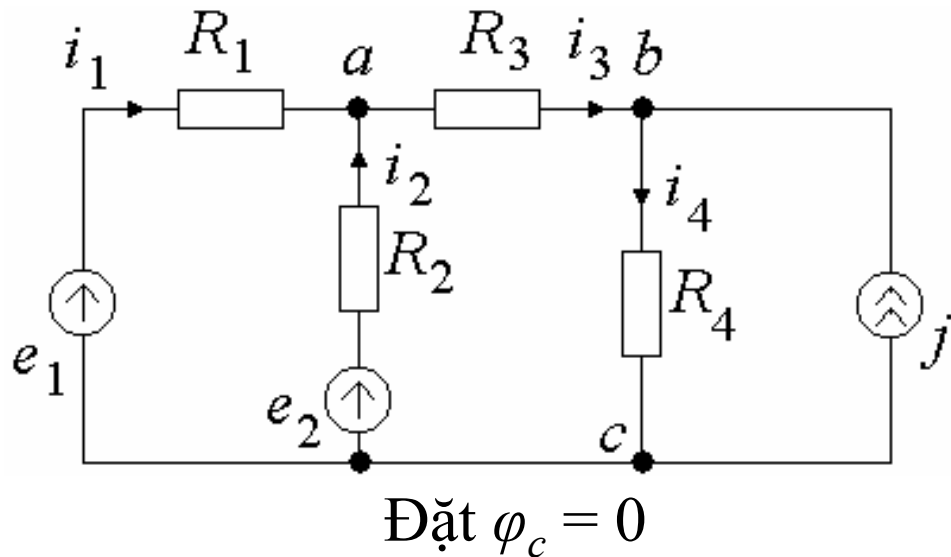 i1 R1 a R3 i3 b
i2 i4
R2 R4
e1 e2 c j
Đặt φc = 0